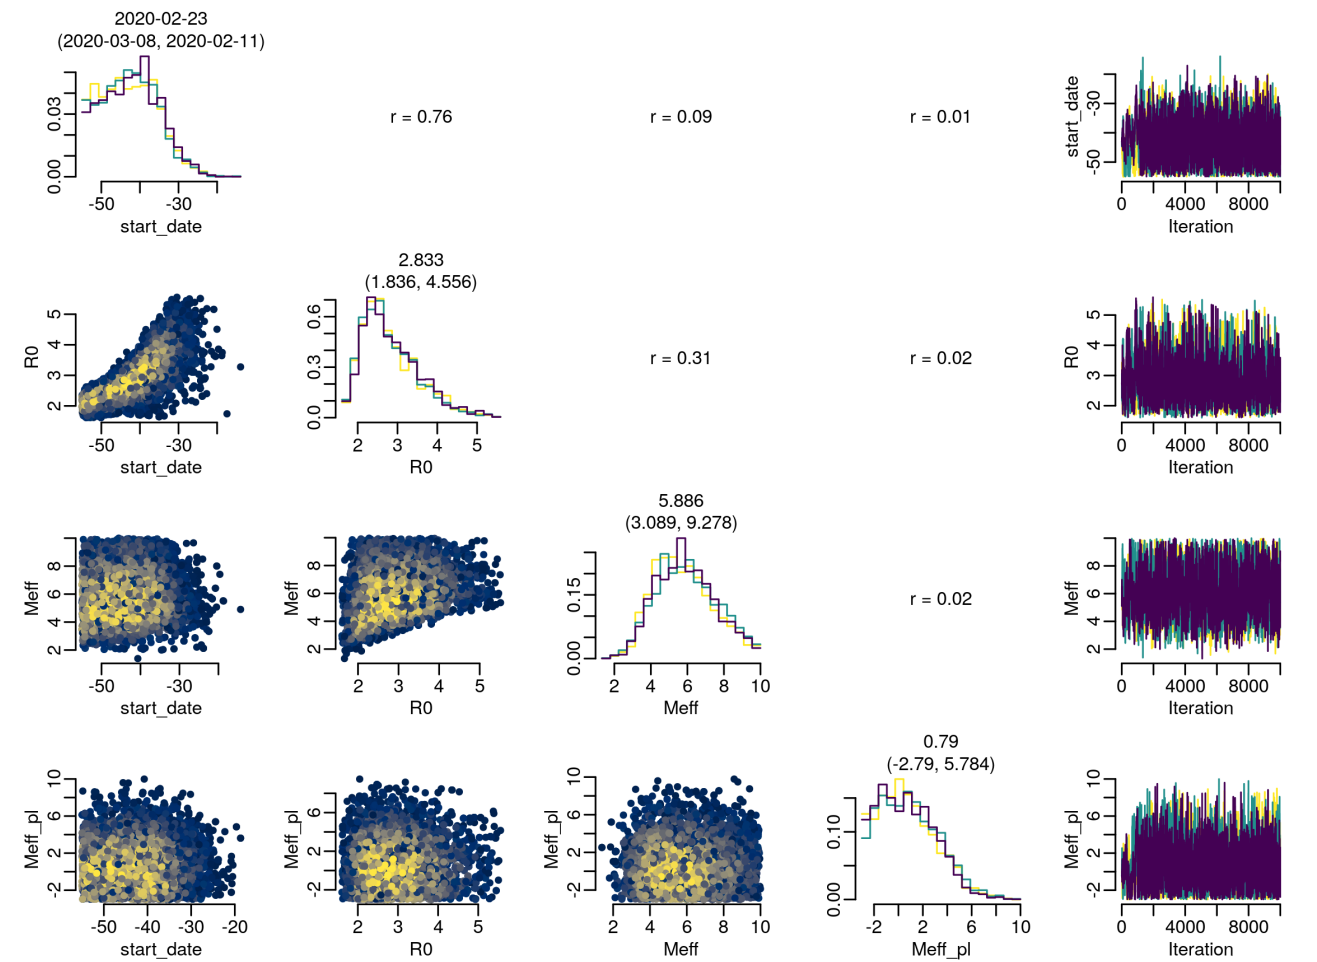 2020-02-23
(2020-03-08, 2020-02-11)
0.00 0.03
-50 -30
start_date
r = 0.76
r = 0.09
r = 0.01
start_date
-50 -30
0 4000 8000
Iteration
R0
2 3 4 5
-50 -30
start_date
2.833
(1.836, 4.556)
0.0 0.3 0.6
2 3 4 5
R0
r = 0.31
r = 0.02
R0
2 3 4 5
0 4000 8000
Iteration
Meff
2 4 6 8
-50 -30
start_date
Meff
2 4 6 8
2 3 4 5
R0
5.886
(3.089, 9.278)
0.00 0.15
2 4 6 8 10
Meff
r = 0.02
Meff
2 4 6 8
0 4000 8000
Iteration
Meff_pl
-2 2 6 10
-50 -40 -30 -20
start_date
Meff_pl
-2 2 6
2 3 4 5
R0
Meff_pl
-2 2 6 10
2 4 6 8 10
Meff
0.79
(-2.79, 5.784)
0.00 0.10
-2 2 6 10
Meff_pl
Meff_pl
-2 2 6 10
0 4000 8000
Iteration